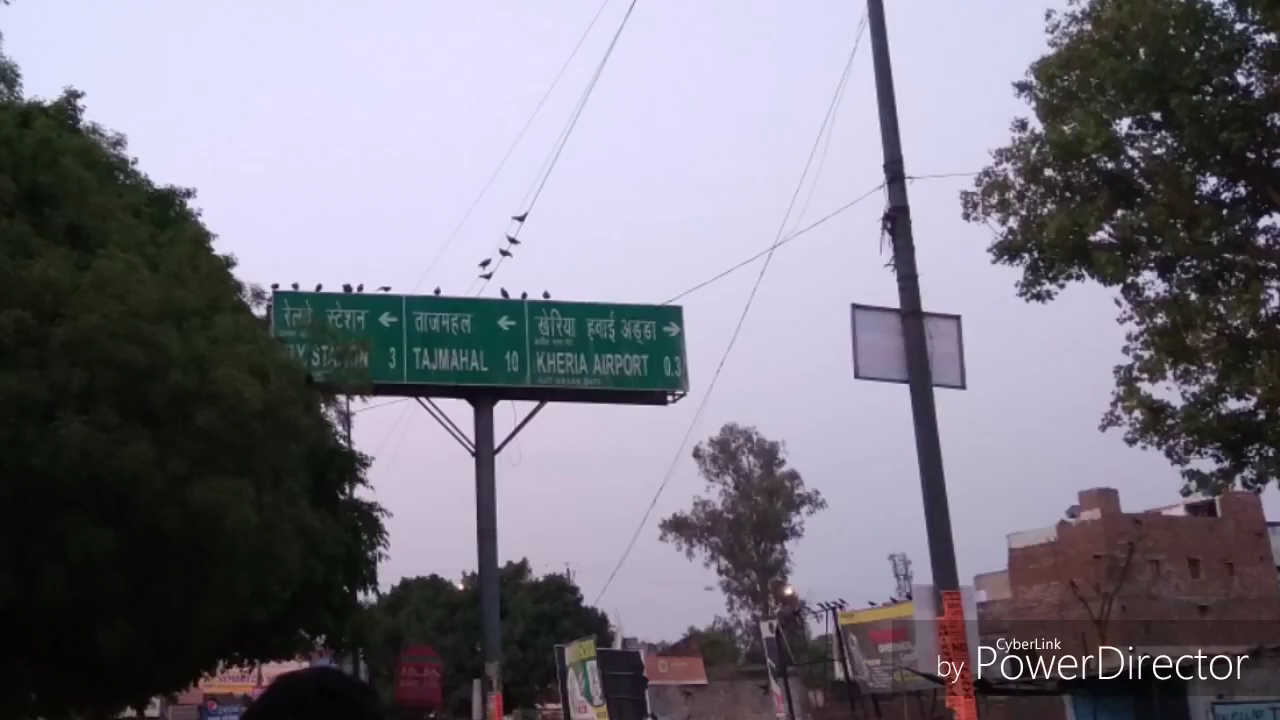 रेलवे स्टेशन
STATION 3
ताजमहल
TAJMAHAL 10
खेरिया हवाई अड्डा
KHERIA AIRPORT 0.3
CyberLink
by PowerDirector